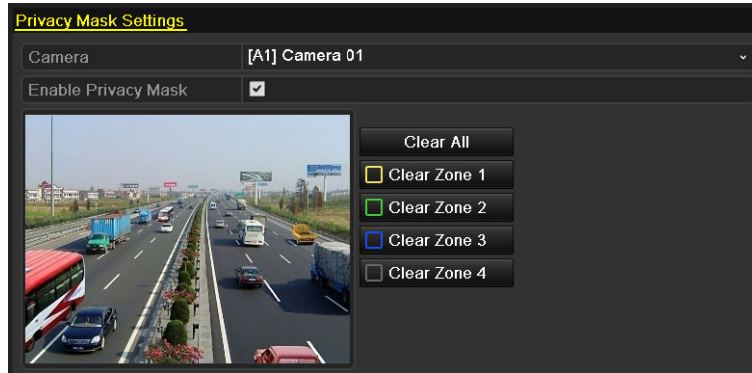 Privacy Mask Settings
Camera [A1] Camera 01
Enable Privacy Mask
Clear All
Clear Zone 1
Clear Zone 2
Clear Zone 3
Clear Zone 4